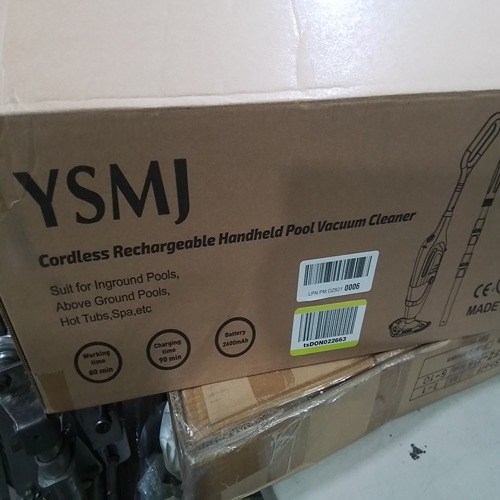 YSMJ
Cordless Rechargeable Handheld Pool Vacuum Cleaner
Suit for Inground Pools,
Above Ground Pools,
Hot Tubs,Spa,etc
Working
time
60 min
Charging
time
90 min
Battery
2600mAh
0006
tsDON022663
CE
MADE